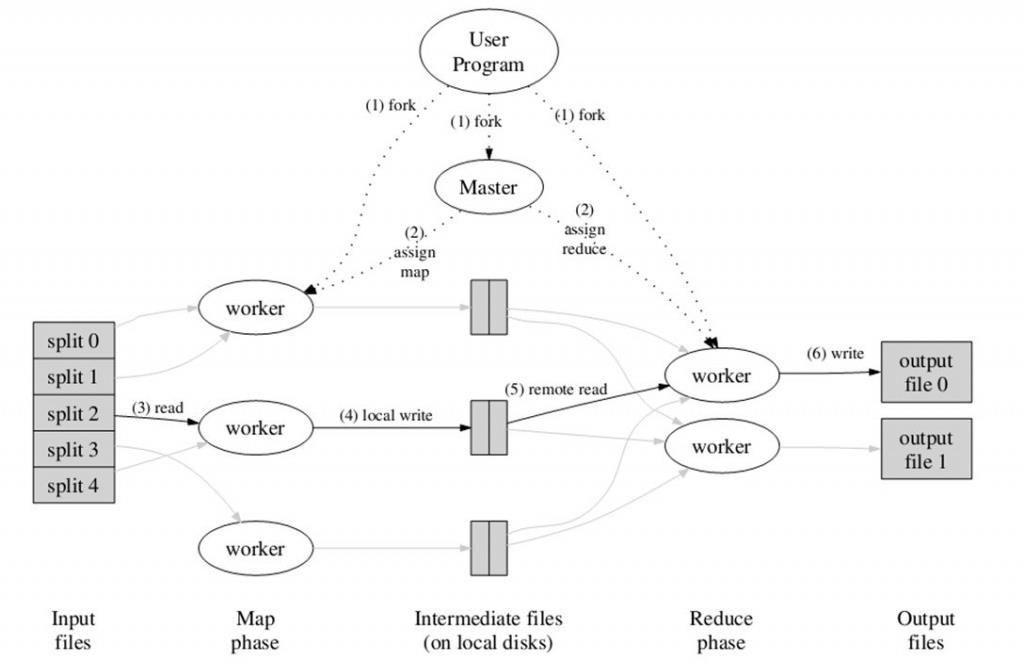 User
Program
(1) fork
(1) fork
(1) fork
Master
(2)
assign
map
(2)
assign
reduce
worker
split 0
split 1
split 2
split 3
split 4
(3) read
worker
(4) local write
(5) remote read
worker
worker
worker
(6) write
output
file 0
output
file 1
Input
files
Map
phase
Intermediate files
(on local disks)
Reduce
phase
Output
files